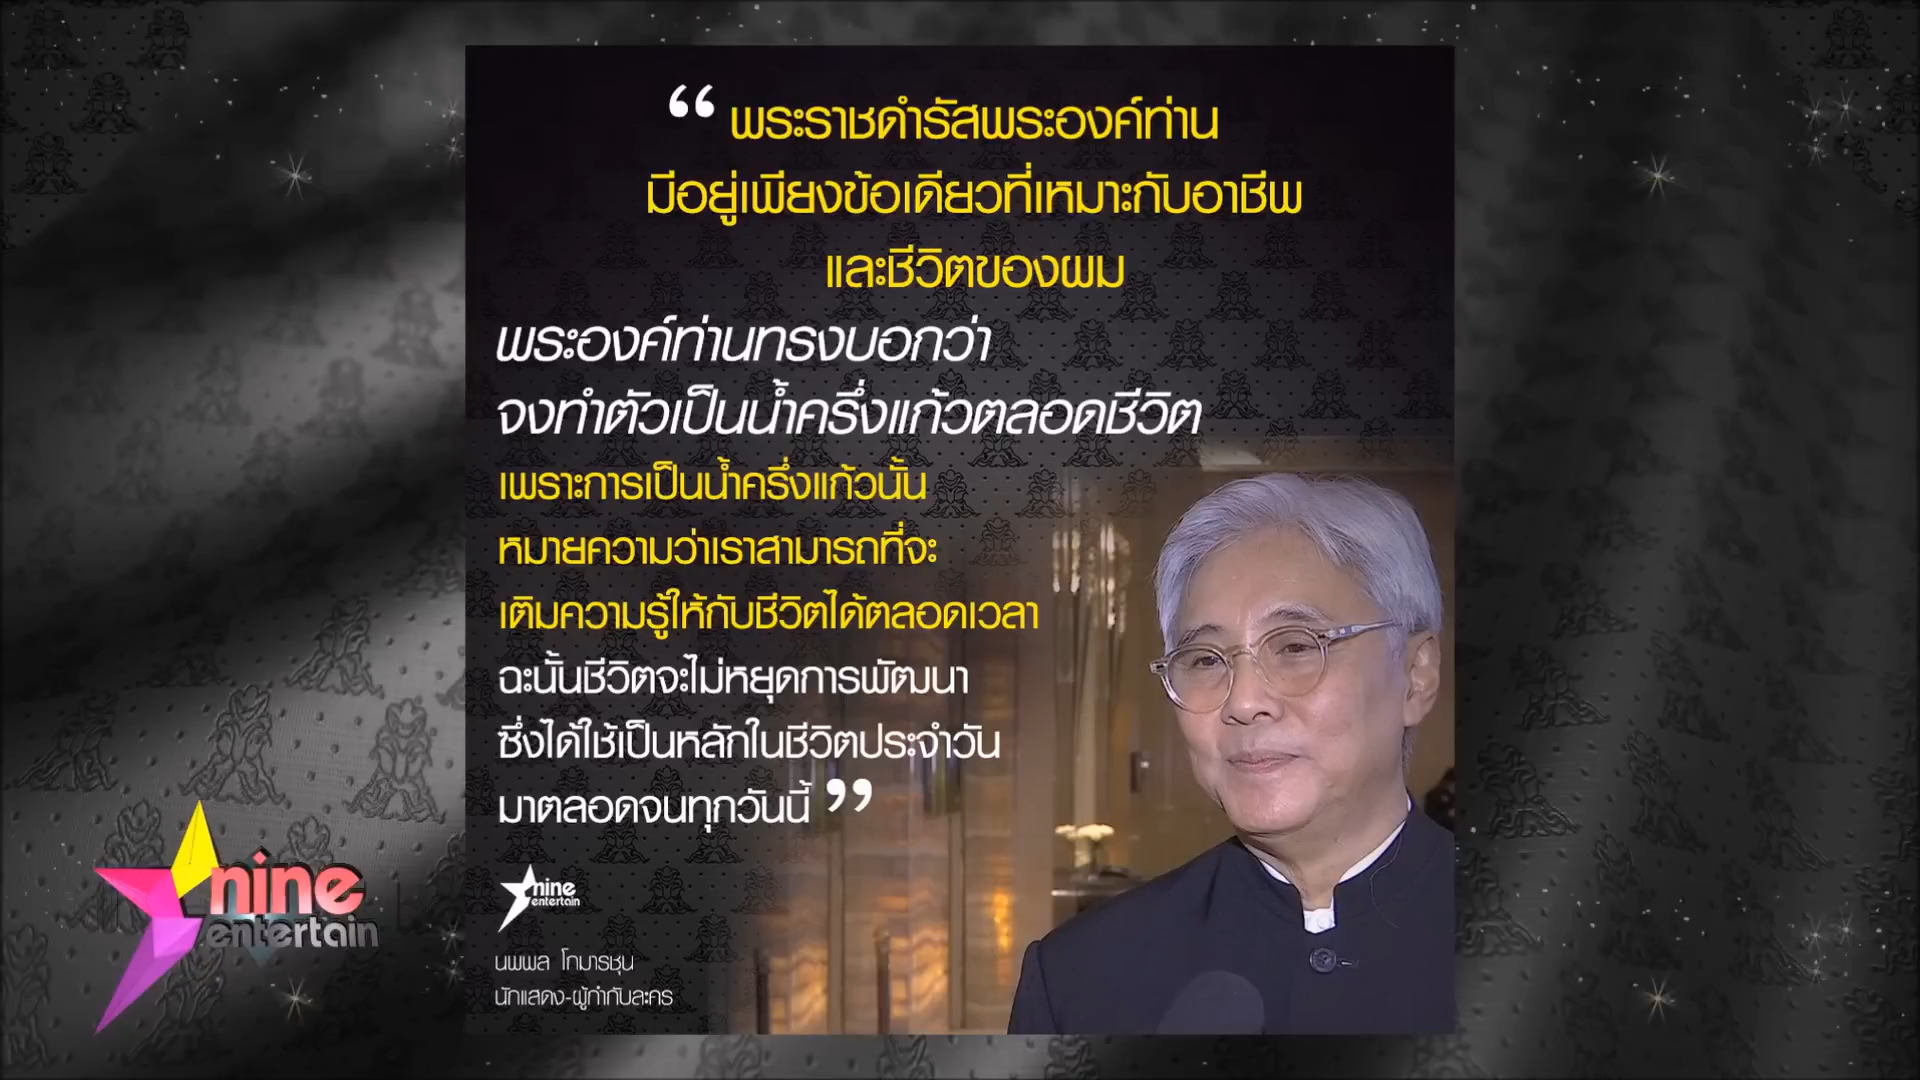 “ พระราชดำรัสพระองค์ท่าน
มีอยู่เพียงข้อเดียวที่เหมาะกับอาชีพ
และชีวิตของผม
พระองค์ท่านทรงบอกว่า
จงทำตัวเป็นน้ำครึ่งแก้วตลอดชีวิต
เพราะการเป็นน้ำครึ่งแก้วนั้น
หมายความว่าเราสามารถที่จะ
เติมความรู้ให้กับชีวิตได้ตลอดเวลา
ฉะนั้นชีวิตจะไม่หยุดการพัฒนา
ซึ่งได้ใช้เป็นหลักในชีวิตประจำวัน
มาตลอดจนทุกวันนี้ ”
nine
entertain
นพพล โกมารชุน
นักแสดง-ผู้กำกับละคร
nine
entertain